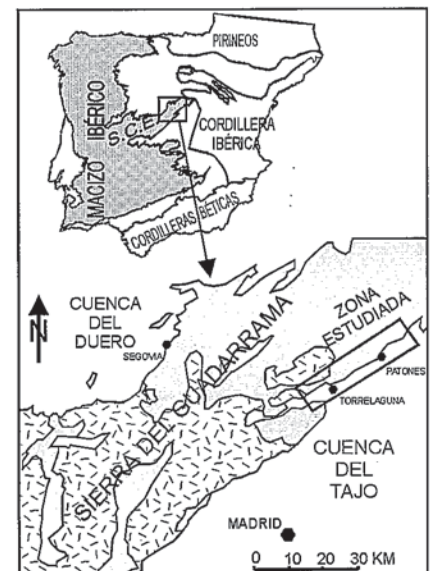 PIRINEOS
MACIZO IBÉRICO
S.C.E.
CORDILLERA
IBÉRICA
CORDILLERAS BÉTICAS
N
CUENCA
DEL
DUERO
SEGOVIA
SIERRA DEL GUADARRAMA
ZONA
ESTUDIADA
PATONES
TORRELAGUNA
CUENCA
DEL
TAJO
MADRID
0 10 20 30 KM